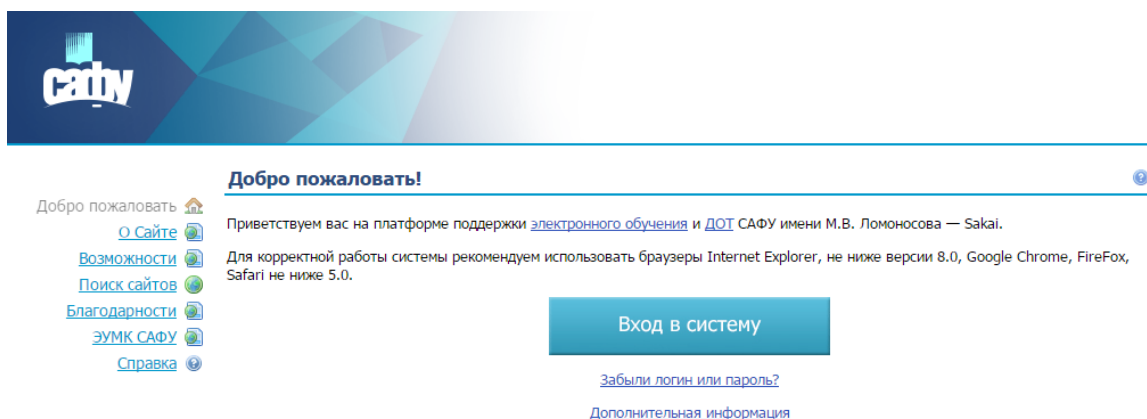 сафу
Добро пожаловать!
Добро пожаловать
О Сайте
Возможности
Поиск сайтов
Благодарности
ЭУМК САФУ
Справка
Приветствуем вас на платформе поддержки электронного обучения и ДОТ САФУ имени М.В. Ломоносова — Sakai.
Для корректной работы системы рекомендуем использовать браузеры Internet Explorer, не ниже версии 8.0, Google Chrome, FireFox,
Safari не ниже 5.0.
Вход в систему
Забыли логин или пароль?
Дополнительная информация